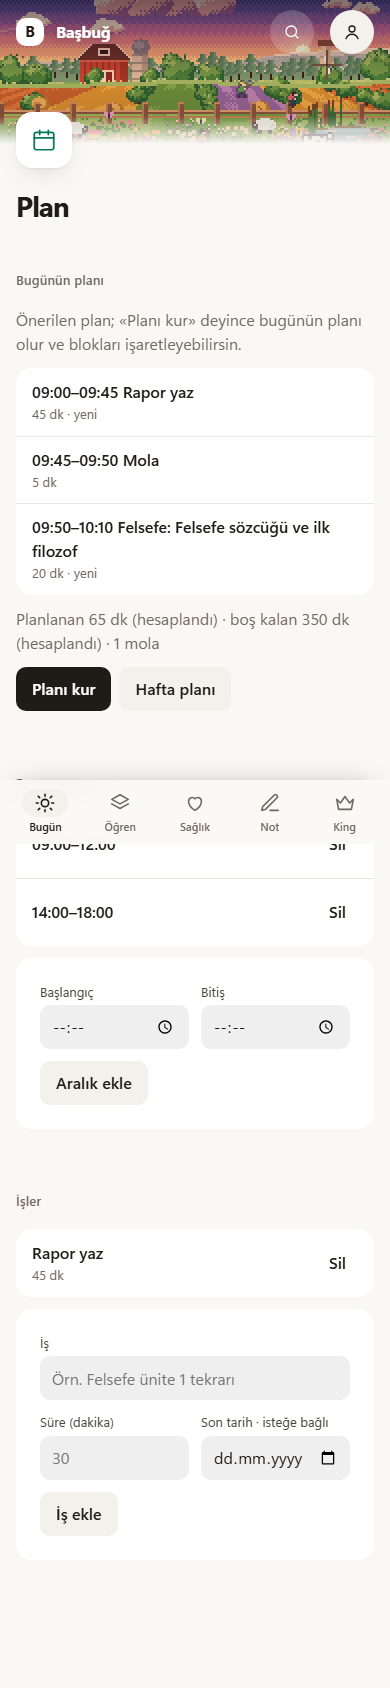 B Başbuğ
Plan
Bugünün planı
Önerilen plan; «Planı kur» deyince bugünün planı
olur ve blokları işaretleyebilirsin.
09:00–09:45 Rapor yaz
45 dk · yeni
09:45–09:50 Mola
5 dk
09:50–10:10 Felsefe: Felsefe sözcüğü ve ilk
filozof
20 dk · yeni
Planlanan 65 dk (hesaplandı) · boş kalan 350 dk
(hesaplandı) · 1 mola
Planı kur Hafta planı
Bugün Öğren Sağlık Not King
09:00–12:00 Sil
14:00–18:00 Sil
Başlangıç Bitiş
--:-- --:--
Aralık ekle
İşler
Rapor yaz Sil
45 dk
İş
Örn. Felsefe ünite 1 tekrarı
Süre (dakika) Son tarih · isteğe bağlı
30 dd.mm.yyyy
İş ekle